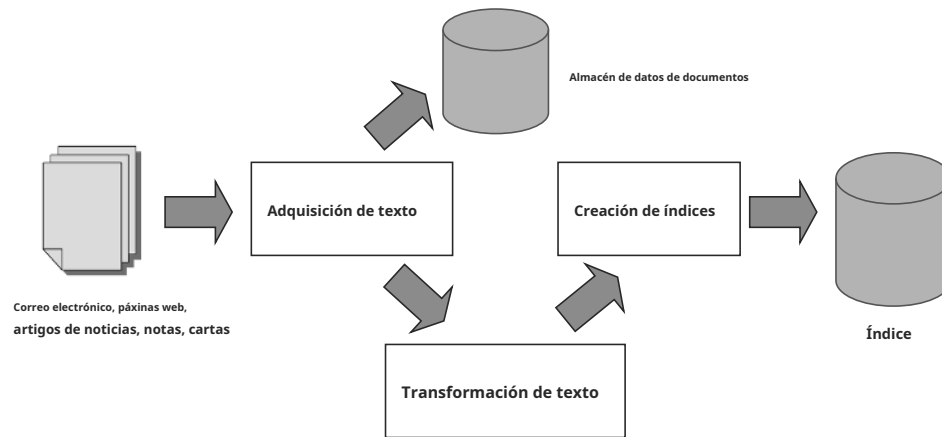 Almacén de datos de documentos
Adquisición de texto
Creación de índices
Correo electrónico, páxinas web,
artigos de noticias, notas, cartas
Índice
Transformación de texto